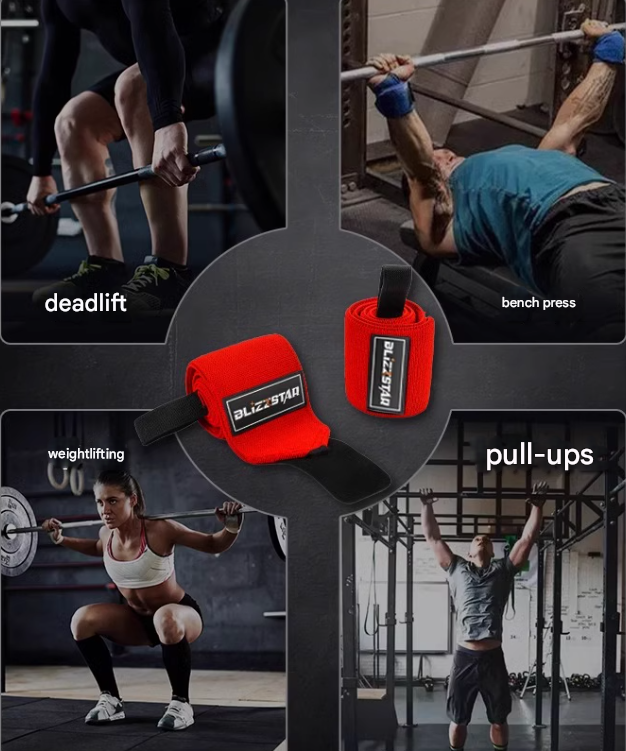 deadlift
bench press
BLIZZSTAR
BLIZZSTAR
weightlifting
pull-ups